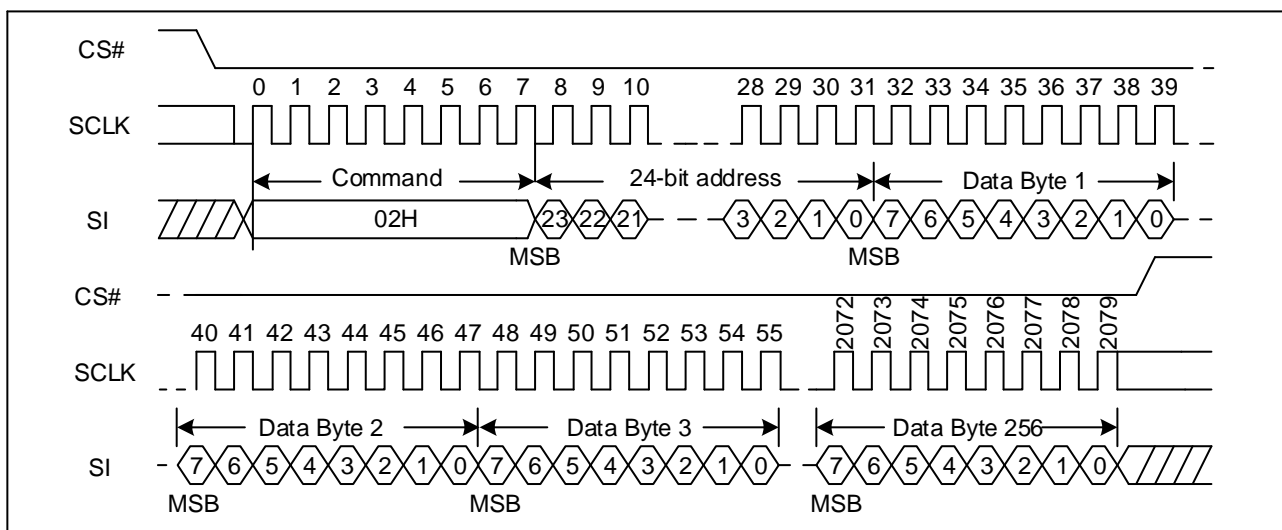 CS#
0 1 2 3 4 5 6 7 8 9 10 28 29 30 31 32 33 34 35 36 37 38 39
SCLK
Command 24-bit address Data Byte 1
SI 02H 23 22 21 3 2 1 0 7 6 5 4 3 2 1 0
MSB MSB
CS#
40 41 42 43 44 45 46 47 48 49 50 51 52 53 54 55 2072 2073 2074 2075 2076 2077 2078 2079
SCLK
Data Byte 2 Data Byte 3 Data Byte 256
SI 7 6 5 4 3 2 1 0 7 6 5 4 3 2 1 0 7 6 5 4 3 2 1 0
MSB MSB MSB